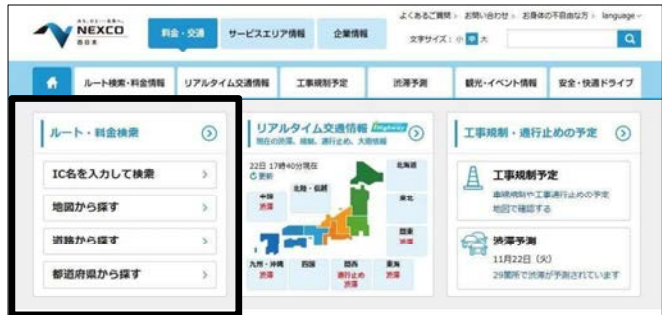 よくあるご質問 お問い合わせ お身体の不自由な方 language
NEXCO
西日本
料金・交通 サービスエリア情報 企業情報
文字サイズ: 小 中 大
ルート検索・料金情報 リアルタイム交通情報 工事規制予定 渋滞予測 観光・イベント情報 安全・快適ドライブ
ルート・料金検索
IC名を入力して検索
地図から探す
道路から探す
都道府県から探す
リアルタイム交通情報
現在の渋滞、規制、通行止め、火災情報
22日 17時40分現在
更新
北海道
北陸・信越
中国
渋滞
東北
関東
渋滞
九州・沖縄 四国 関西 東海
渋滞 通行止め 渋滞
渋滞
工事規制・通行止めの予定
工事規制予定
車線規制や工事通行止めの予定
地図で確認する
渋滞予測
11月22日(火)
29箇所で渋滞が予測されています